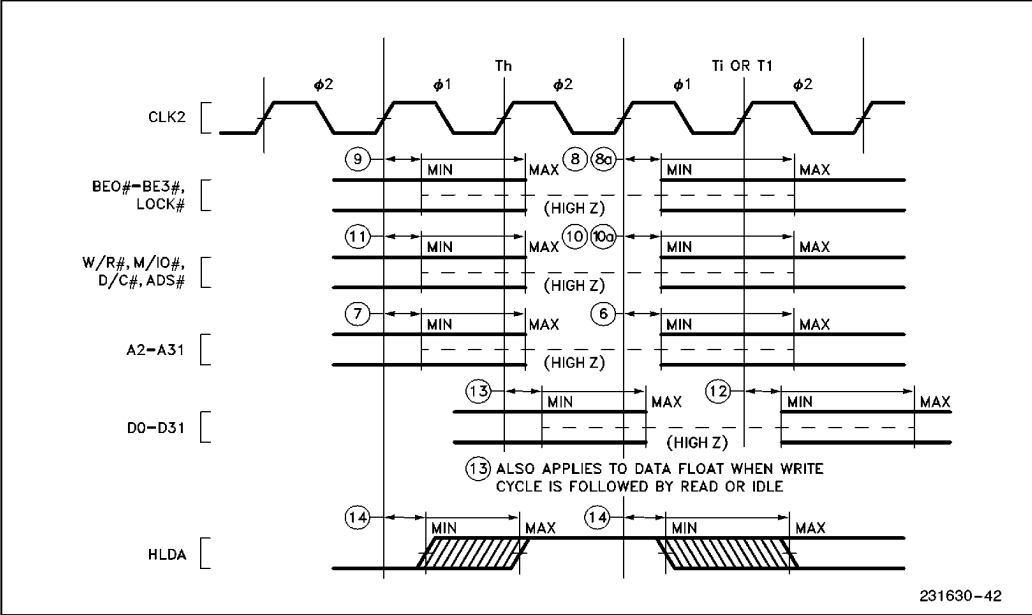 Th Ti OR T1
ϕ2 ϕ1 ϕ2 ϕ1 ϕ2
CLK2
9 MIN MAX 8 8a MIN MAX
BE0#–BE3#,
LOCK#
(HIGH Z)
11 MIN MAX 10 10a MIN MAX
W/R#, M/IO#,
D/C#, ADS#
(HIGH Z)
7 MIN MAX 6 MIN MAX
A2–A31
(HIGH Z)
13 MIN MAX 12 MIN MAX
D0–D31
(HIGH Z)
13 ALSO APPLIES TO DATA FLOAT WHEN WRITE
CYCLE IS FOLLOWED BY READ OR IDLE
14 MIN MAX 14 MIN MAX
HLDA
231630–42